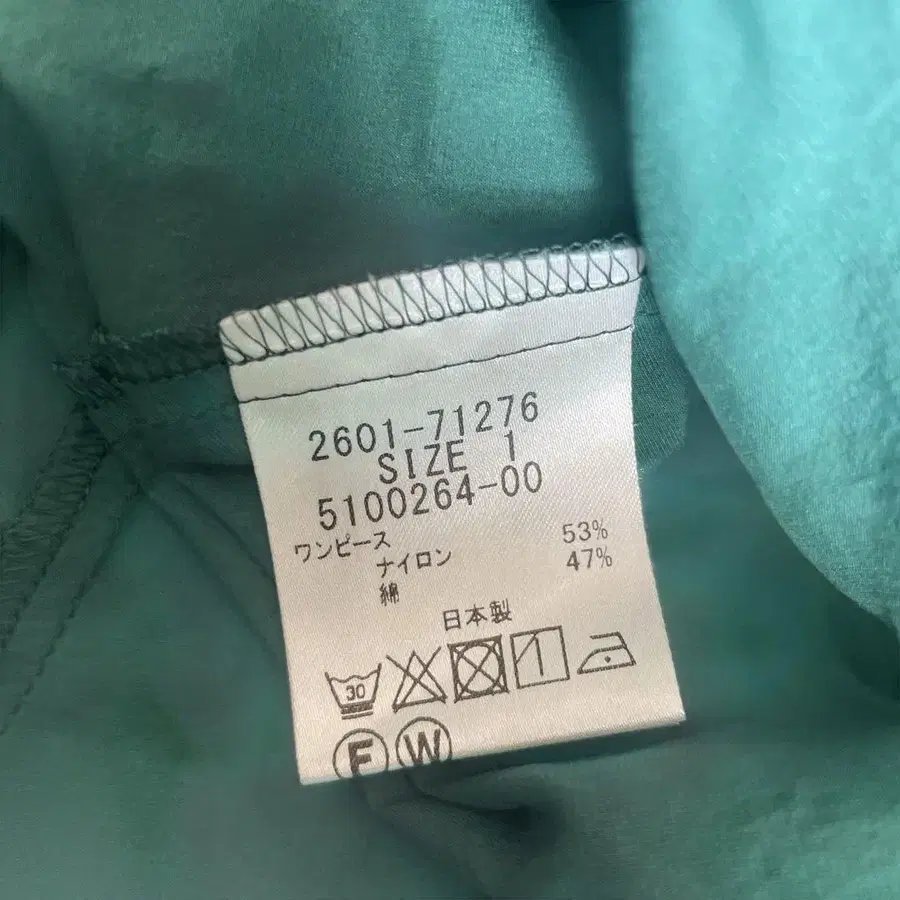 2601-71276
SIZE 1
5100264-00
ワンピース
ナイロン 53%
綿 47%
日本製
30
F W